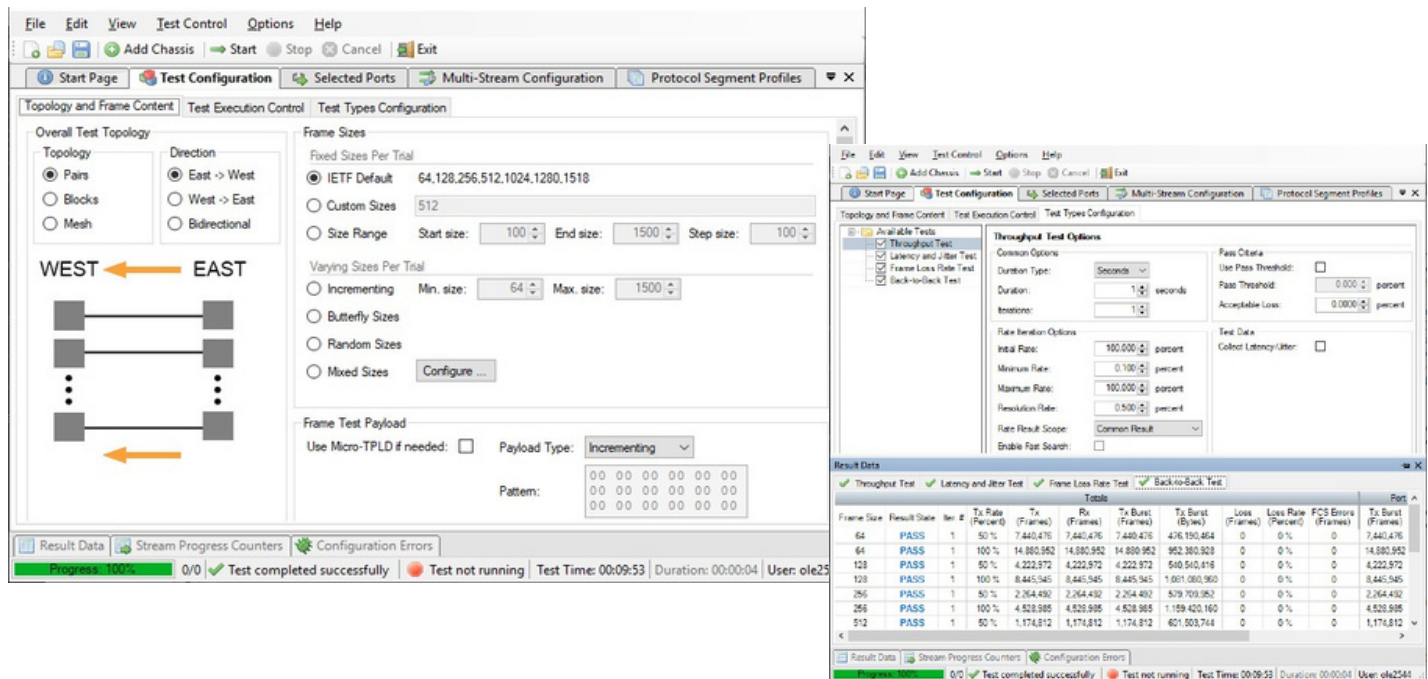 File Edit View Test Control Options Help
Add Chassis Start Stop Cancel Exit
Start Page Test Configuration Selected Ports Multi-Stream Configuration Protocol Segment Profiles
Topology and Frame Content Test Execution Control Test Types Configuration
Overall Test Topology
Topology Direction
Pairs East -> West
Blocks West -> East
Mesh Bidirectional
WEST EAST
Frame Sizes
Fixed Sizes Per Trial
IETF Default 64,128,256,512,1024,1280,1518
Custom Sizes 512
Size Range Start size: 100 End size: 1500 Step size: 100
Varying Sizes Per Trial
Incrementing Min. size: 64 Max. size: 1500
Butterfly Sizes
Random Sizes
Mixed Sizes Configure ...
Frame Test Payload
Use Micro-TPLD if needed: Payload Type: Incrementing
Pattern: 00 00 00 00 00 00
00 00 00 00 00 00
00 00 00 00 00 00
Result Data Stream Progress Counters Configuration Errors
Progress: 100% 0/0 Test completed successfully Test not running Test Time: 00:09:53 Duration: 00:00:04 User: ole25
File Edit View Test Control Options Help
Add Chassis Start Stop Cancel Exit
Start Page Test Configuration Selected Ports Multi-Stream Configuration Protocol Segment Profiles
Topology and Frame Content Test Execution Control Test Types Configuration
Available Tests
Throughput Test
Latency and Jitter Test
Frame Loss Rate Test
Back-to-Back Test
Throughput Test Options
Common Options
Duration Type: Seconds
Duration: 1 seconds
Iterations: 1
Pass Criteria
Use Pass Threshold:
Pass Threshold: 0.000 percent
Acceptable Loss: 0.0000 percent
Rate Iteration Options
Initial Rate: 100.000 percent
Minimum Rate: 0.100 percent
Maximum Rate: 100.000 percent
Resolution Rate: 0.500 percent
Rate Result Scope: Common Result
Enable Fast Search:
Test Data
Collect Latency/Jitter:
Result Data
Throughput Test Latency and Jitter Test Frame Loss Rate Test Back-to-Back Test
Totals Port
Frame Size Result State Iter # Tx Rate (Percent) Tx (Frames) Rx (Frames) Tx Burst (Frames) Tx Burst (Bytes) Loss (Frames) Loss Rate (Percent) FCS Errors (Frames) Tx Burst (Frames)
64 PASS 1 50 % 7,440,476 7,440,476 7,440,476 476,190,464 0 0 % 0 7,440,476
64 PASS 1 100 % 14,880,952 14,880,952 14,880,952 952,380,928 0 0 % 0 14,880,952
128 PASS 1 50 % 4,222,972 4,222,972 4,222,972 540,540,416 0 0 % 0 4,222,972
128 PASS 1 100 % 8,445,945 8,445,945 8,445,945 1,081,080,960 0 0 % 0 8,445,945
256 PASS 1 50 % 2,264,492 2,264,492 2,264,492 579,709,952 0 0 % 0 2,264,492
256 PASS 1 100 % 4,528,985 4,528,985 4,528,985 1,159,420,160 0 0 % 0 4,528,985
512 PASS 1 50 % 1,174,812 1,174,812 1,174,812 601,503,744 0 0 % 0 1,174,812
Result Data Stream Progress Counters Configuration Errors
Progress: 100% 0/0 Test completed successfully Test not running Test Time: 00:09:53 Duration: 00:00:04 User: ole2544